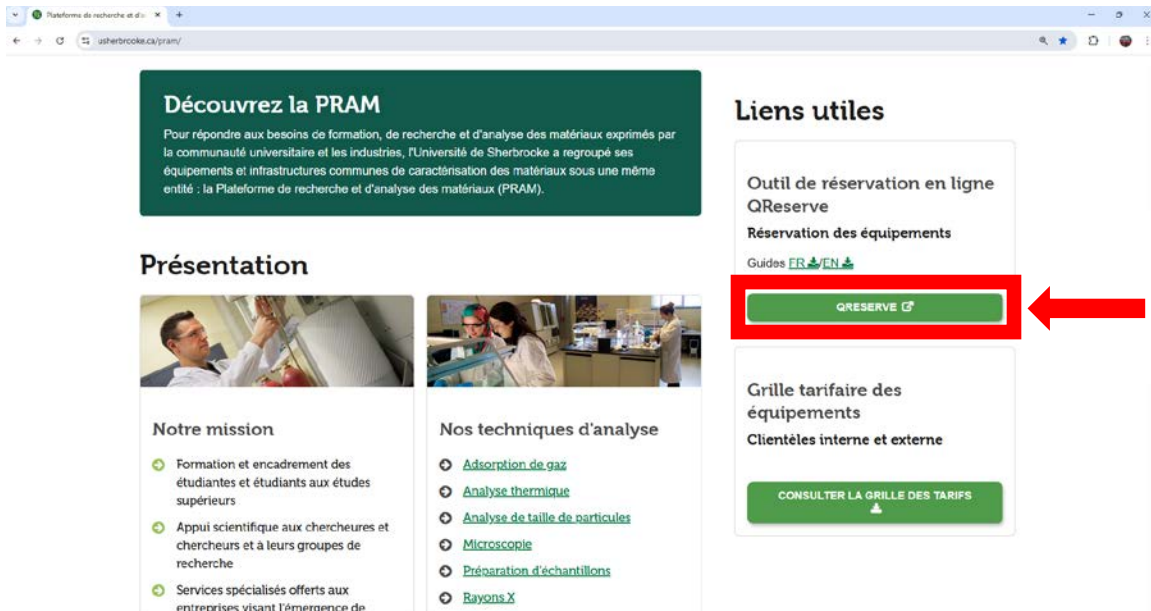 Plateforme de recherche et d'a
usherbrooke.ca/pram/
Découvrez la PRAM
Pour répondre aux besoins de formation, de recherche et d'analyse des matériaux exprimés par
la communauté universitaire et les industries, l'Université de Sherbrooke a regroupé ses
équipements et infrastructures communes de caractérisation des matériaux sous une même
entité : la Plateforme de recherche et d'analyse des matériaux (PRAM).
Présentation
Notre mission
Formation et encadrement des
étudiantes et étudiants aux études
supérieurs
Appui scientifique aux chercheures et
chercheurs et à leurs groupes de
recherche
Services spécialisés offerts aux
entreprises visant l'émergence de
Nos techniques d'analyse
Adsorption de gaz
Analyse thermique
Analyse de taille de particules
Microscopie
Préparation d'échantillons
Rayons X
Liens utiles
Outil de réservation en ligne
QReserve
Réservation des équipements
Guides FR /EN
QRESERVE
Grille tarifaire des
équipements
Clientèles interne et externe
CONSULTER LA GRILLE DES TARIFS